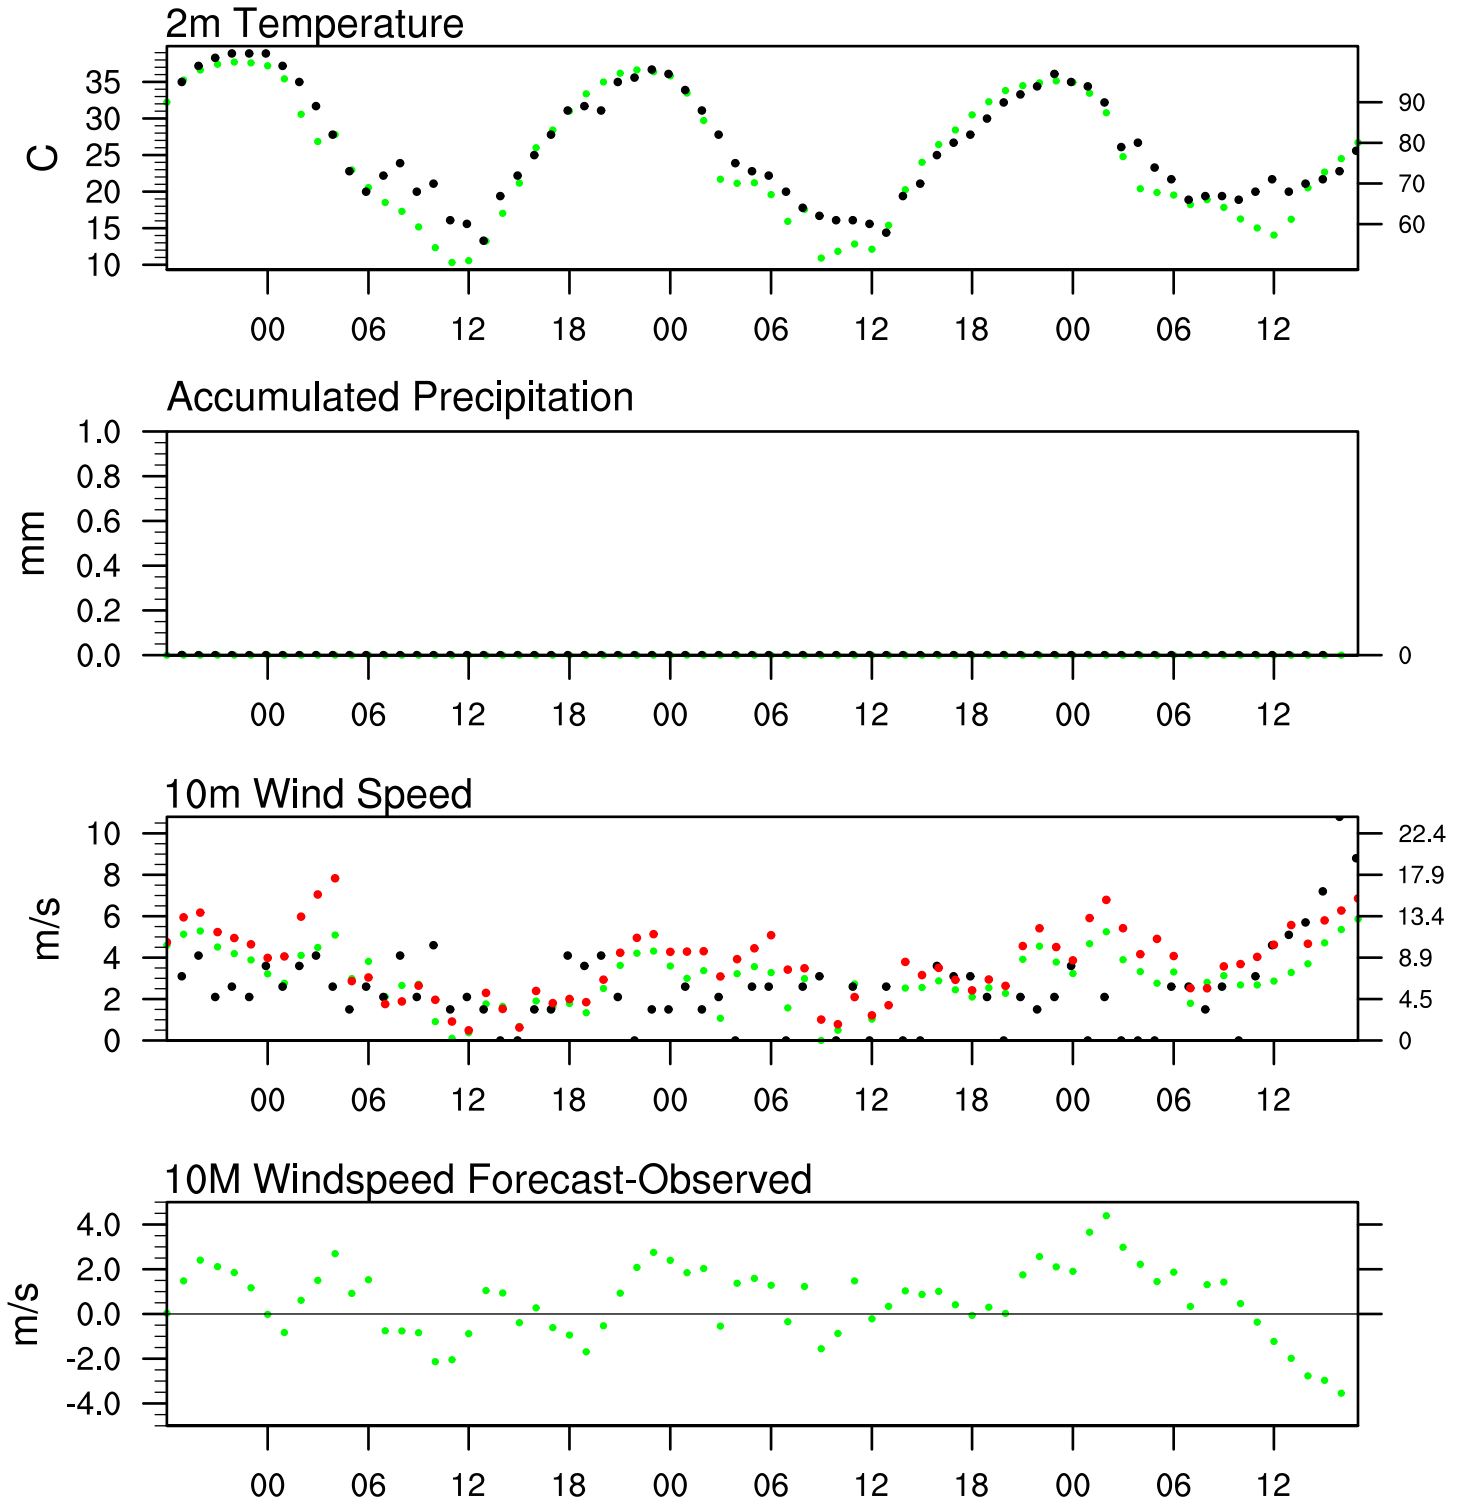 2m Temperature
35
30
25
20
15
10
C
90
80
70
60
00 06 12 18 00 06 12 18 00 06 12
Accumulated Precipitation
1.0
0.8
0.6
0.4
0.2
0.0
mm
0
00 06 12 18 00 06 12 18 00 06 12
10m Wind Speed
10
8
6
4
2
0
m/s
22.4
17.9
13.4
8.9
4.5
0
00 06 12 18 00 06 12 18 00 06 12
10M Windspeed Forecast-Observed
4.0
2.0
0.0
-2.0
-4.0
m/s
00 06 12 18 00 06 12 18 00 06 12